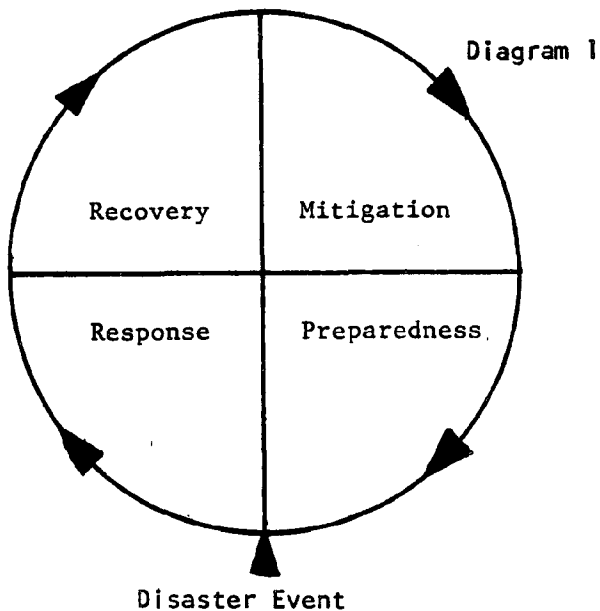 Diagram 1
Recovery
Mitigation
Response
Preparedness
Disaster Event